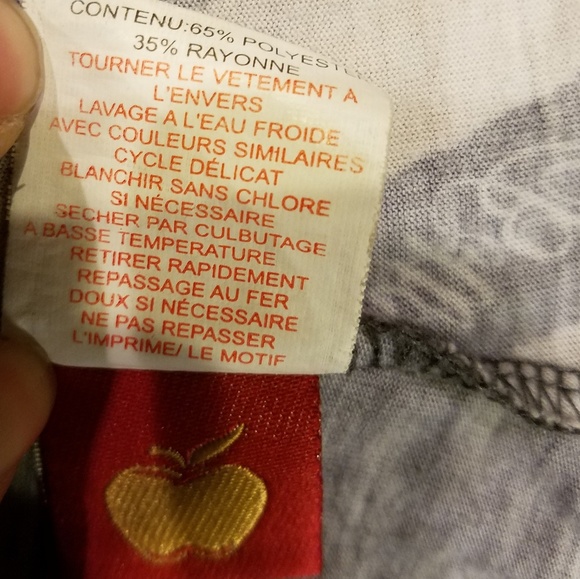 CONTENU:65% POLYESTE
35% RAYONNE
TOURNER LE VETEMENT A
L'ENVERS
LAVAGE A L'EAU FROIDE
AVEC COULEURS SIMILAIRES
CYCLE DÉLICAT
BLANCHIR SANS CHLORE
SI NÉCESSAIRE
SECHER PAR CULBUTAGE
A BASSE TEMPERATURE
RETIRER RAPIDEMENT
REPASSAGE AU FER
DOUX SI NÉCESSAIRE
NE PAS REPASSER
L'IMPRIME/ LE MOTIF